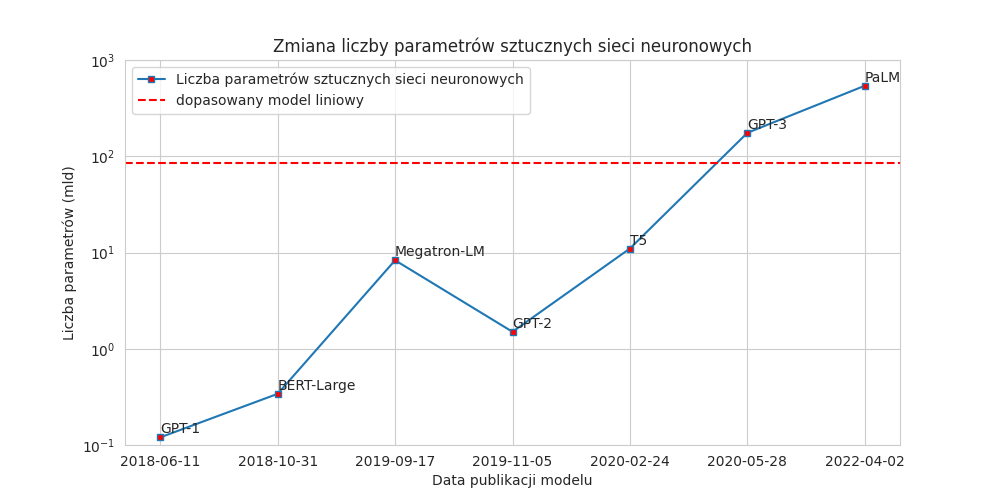 Zmiana liczby parametrów sztucznych sieci neuronowych
Liczba parametrów sztucznych sieci neuronowych
dopasowany model liniowy
Liczba parametrów (mld)
10³
10²
10¹
10⁰
10⁻¹
GPT-1
BERT-Large
Megatron-LM
GPT-2
T5
GPT-3
PaLM
2018-06-11 2018-10-31 2019-09-17 2019-11-05 2020-02-24 2020-05-28 2022-04-02
Data publikacji modelu